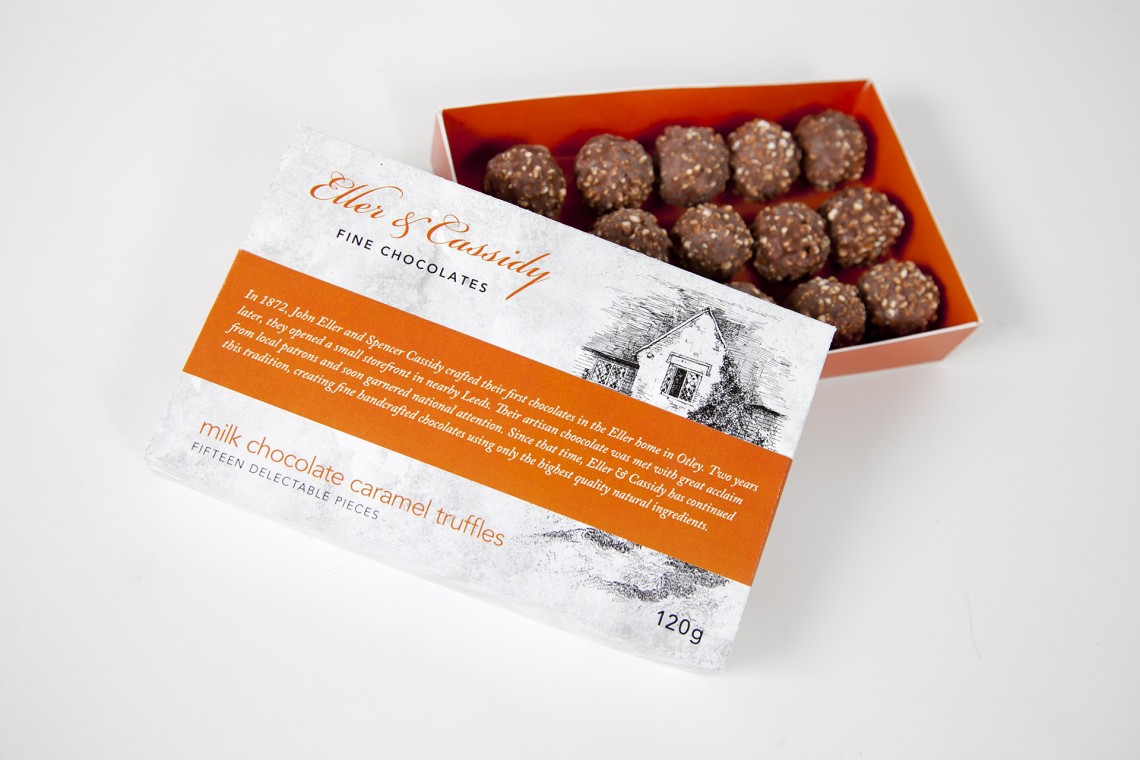 Eller & Cassidy
FINE CHOCOLATES
In 1872, John Eller and Spencer Cassidy crafted their first chocolates in the Eller home in Otley. Two years
later, they opened a small storefront in nearby Leeds. Their artisan choocolate was met with great acclaim
from local patrons and soon garnered national attention. Since that time, Eller & Cassidy has continued
this tradition, creating fine handcrafted chocolates using only the highest quality natural ingredients.
milk chocolate caramel truffles
FIFTEEN DELECTABLE PIECES
120g